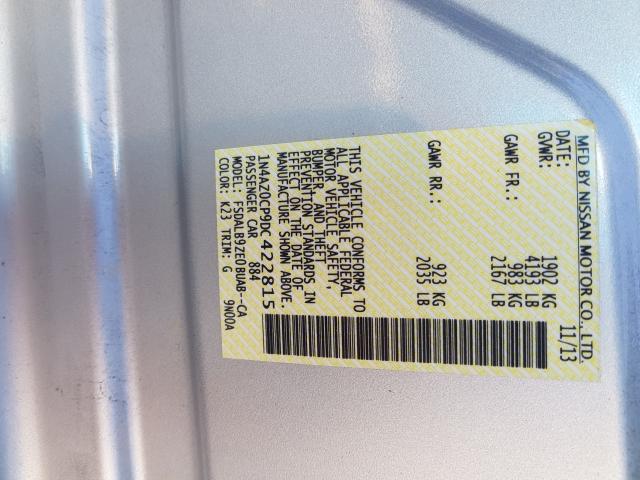 MFD BY NISSAN MOTOR CO., LTD.
DATE: 11/13
GVWR: 1902 KG
4193 LB
GAWR FR.: 983 KG
2167 LB
GAWR RR.: 923 KG
2035 LB
THIS VEHICLE CONFORMS TO
ALL APPLICABLE FEDERAL
MOTOR VEHICLE SAFETY,
BUMPER, AND THEFT
PREVENTION STANDARDS IN
EFFECT ON THE DATE OF
MANUFACTURE SHOWN ABOVE.
1N4AZ0CP9DC422815
PASSENGER CAR 884
MODEL: FSDALB9ZE0BUAB--CA
COLOR: K23 TRIM: G 9N00A